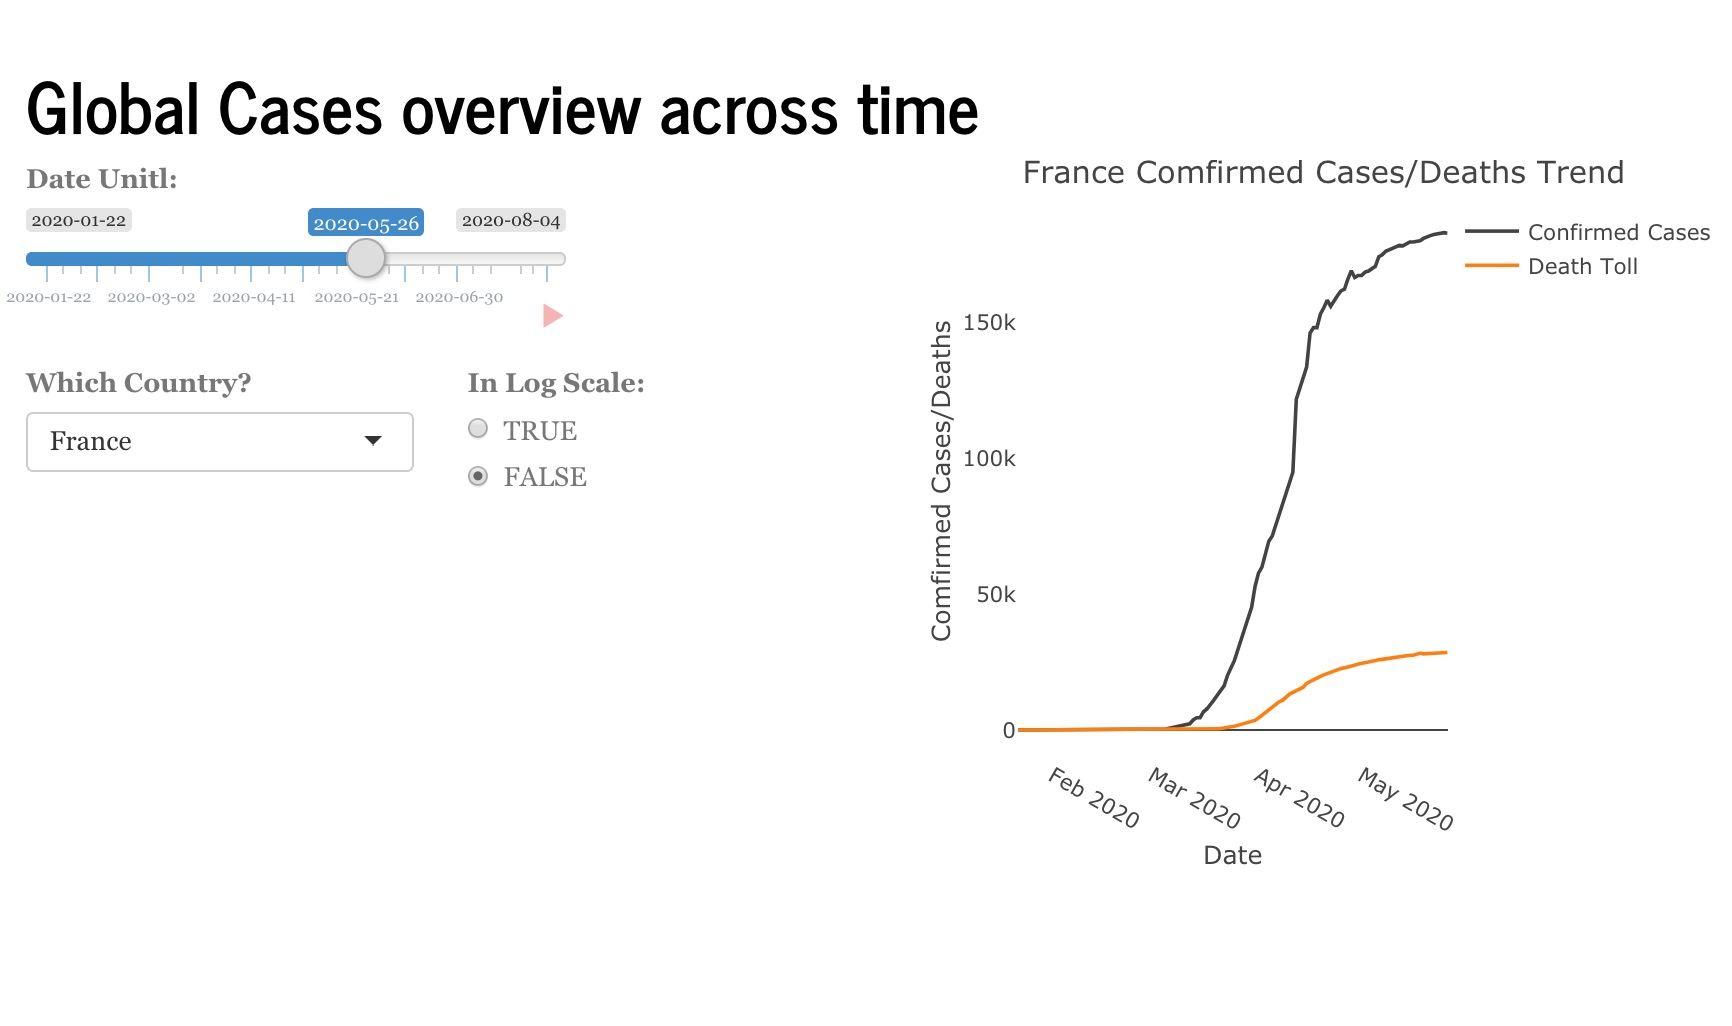 Global Cases overview across time
Date Unitl:
2020-01-22 2020-05-26 2020-08-04
2020-01-22 2020-03-02 2020-04-11 2020-05-21 2020-06-30
Which Country?
France
In Log Scale:
TRUE
FALSE
France Comfirmed Cases/Deaths Trend
Confirmed Cases
Death Toll
Comfirmed Cases/Deaths
150k
100k
50k
0
Feb 2020 Mar 2020 Apr 2020 May 2020
Date